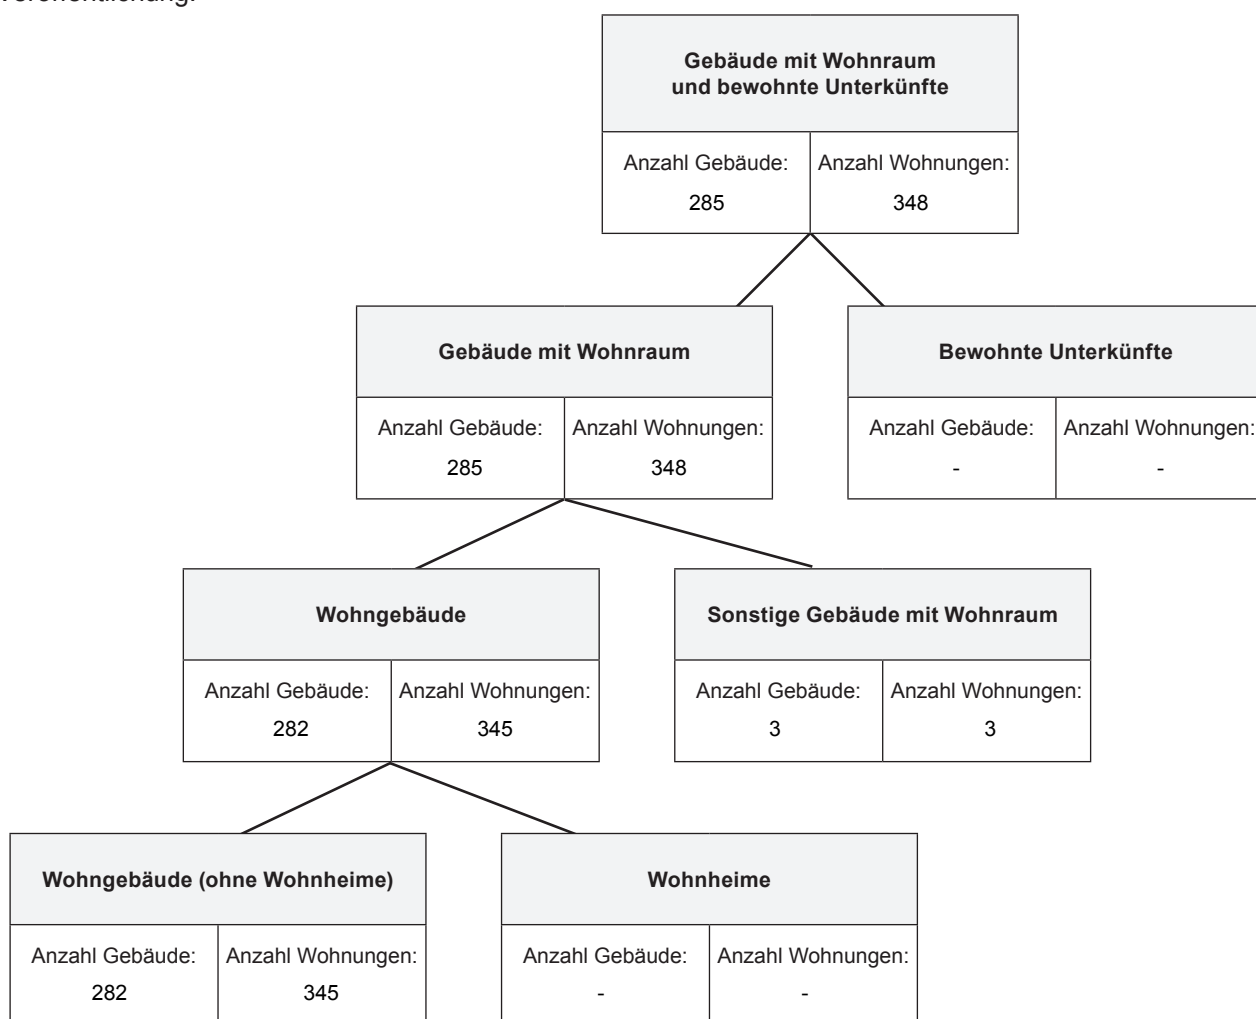 Veröffentlichung.
Gebäude mit Wohnraum
und bewohnte Unterkünfte
Anzahl Gebäude: Anzahl Wohnungen:
285 348
Gebäude mit Wohnraum Bewohnte Unterkünfte
Anzahl Gebäude: Anzahl Wohnungen: Anzahl Gebäude: Anzahl Wohnungen:
285 348 - -
Wohngebäude Sonstige Gebäude mit Wohnraum
Anzahl Gebäude: Anzahl Wohnungen: Anzahl Gebäude: Anzahl Wohnungen:
282 345 3 3
Wohngebäude (ohne Wohnheime) Wohnheime
Anzahl Gebäude: Anzahl Wohnungen: Anzahl Gebäude: Anzahl Wohnungen:
282 345 - -